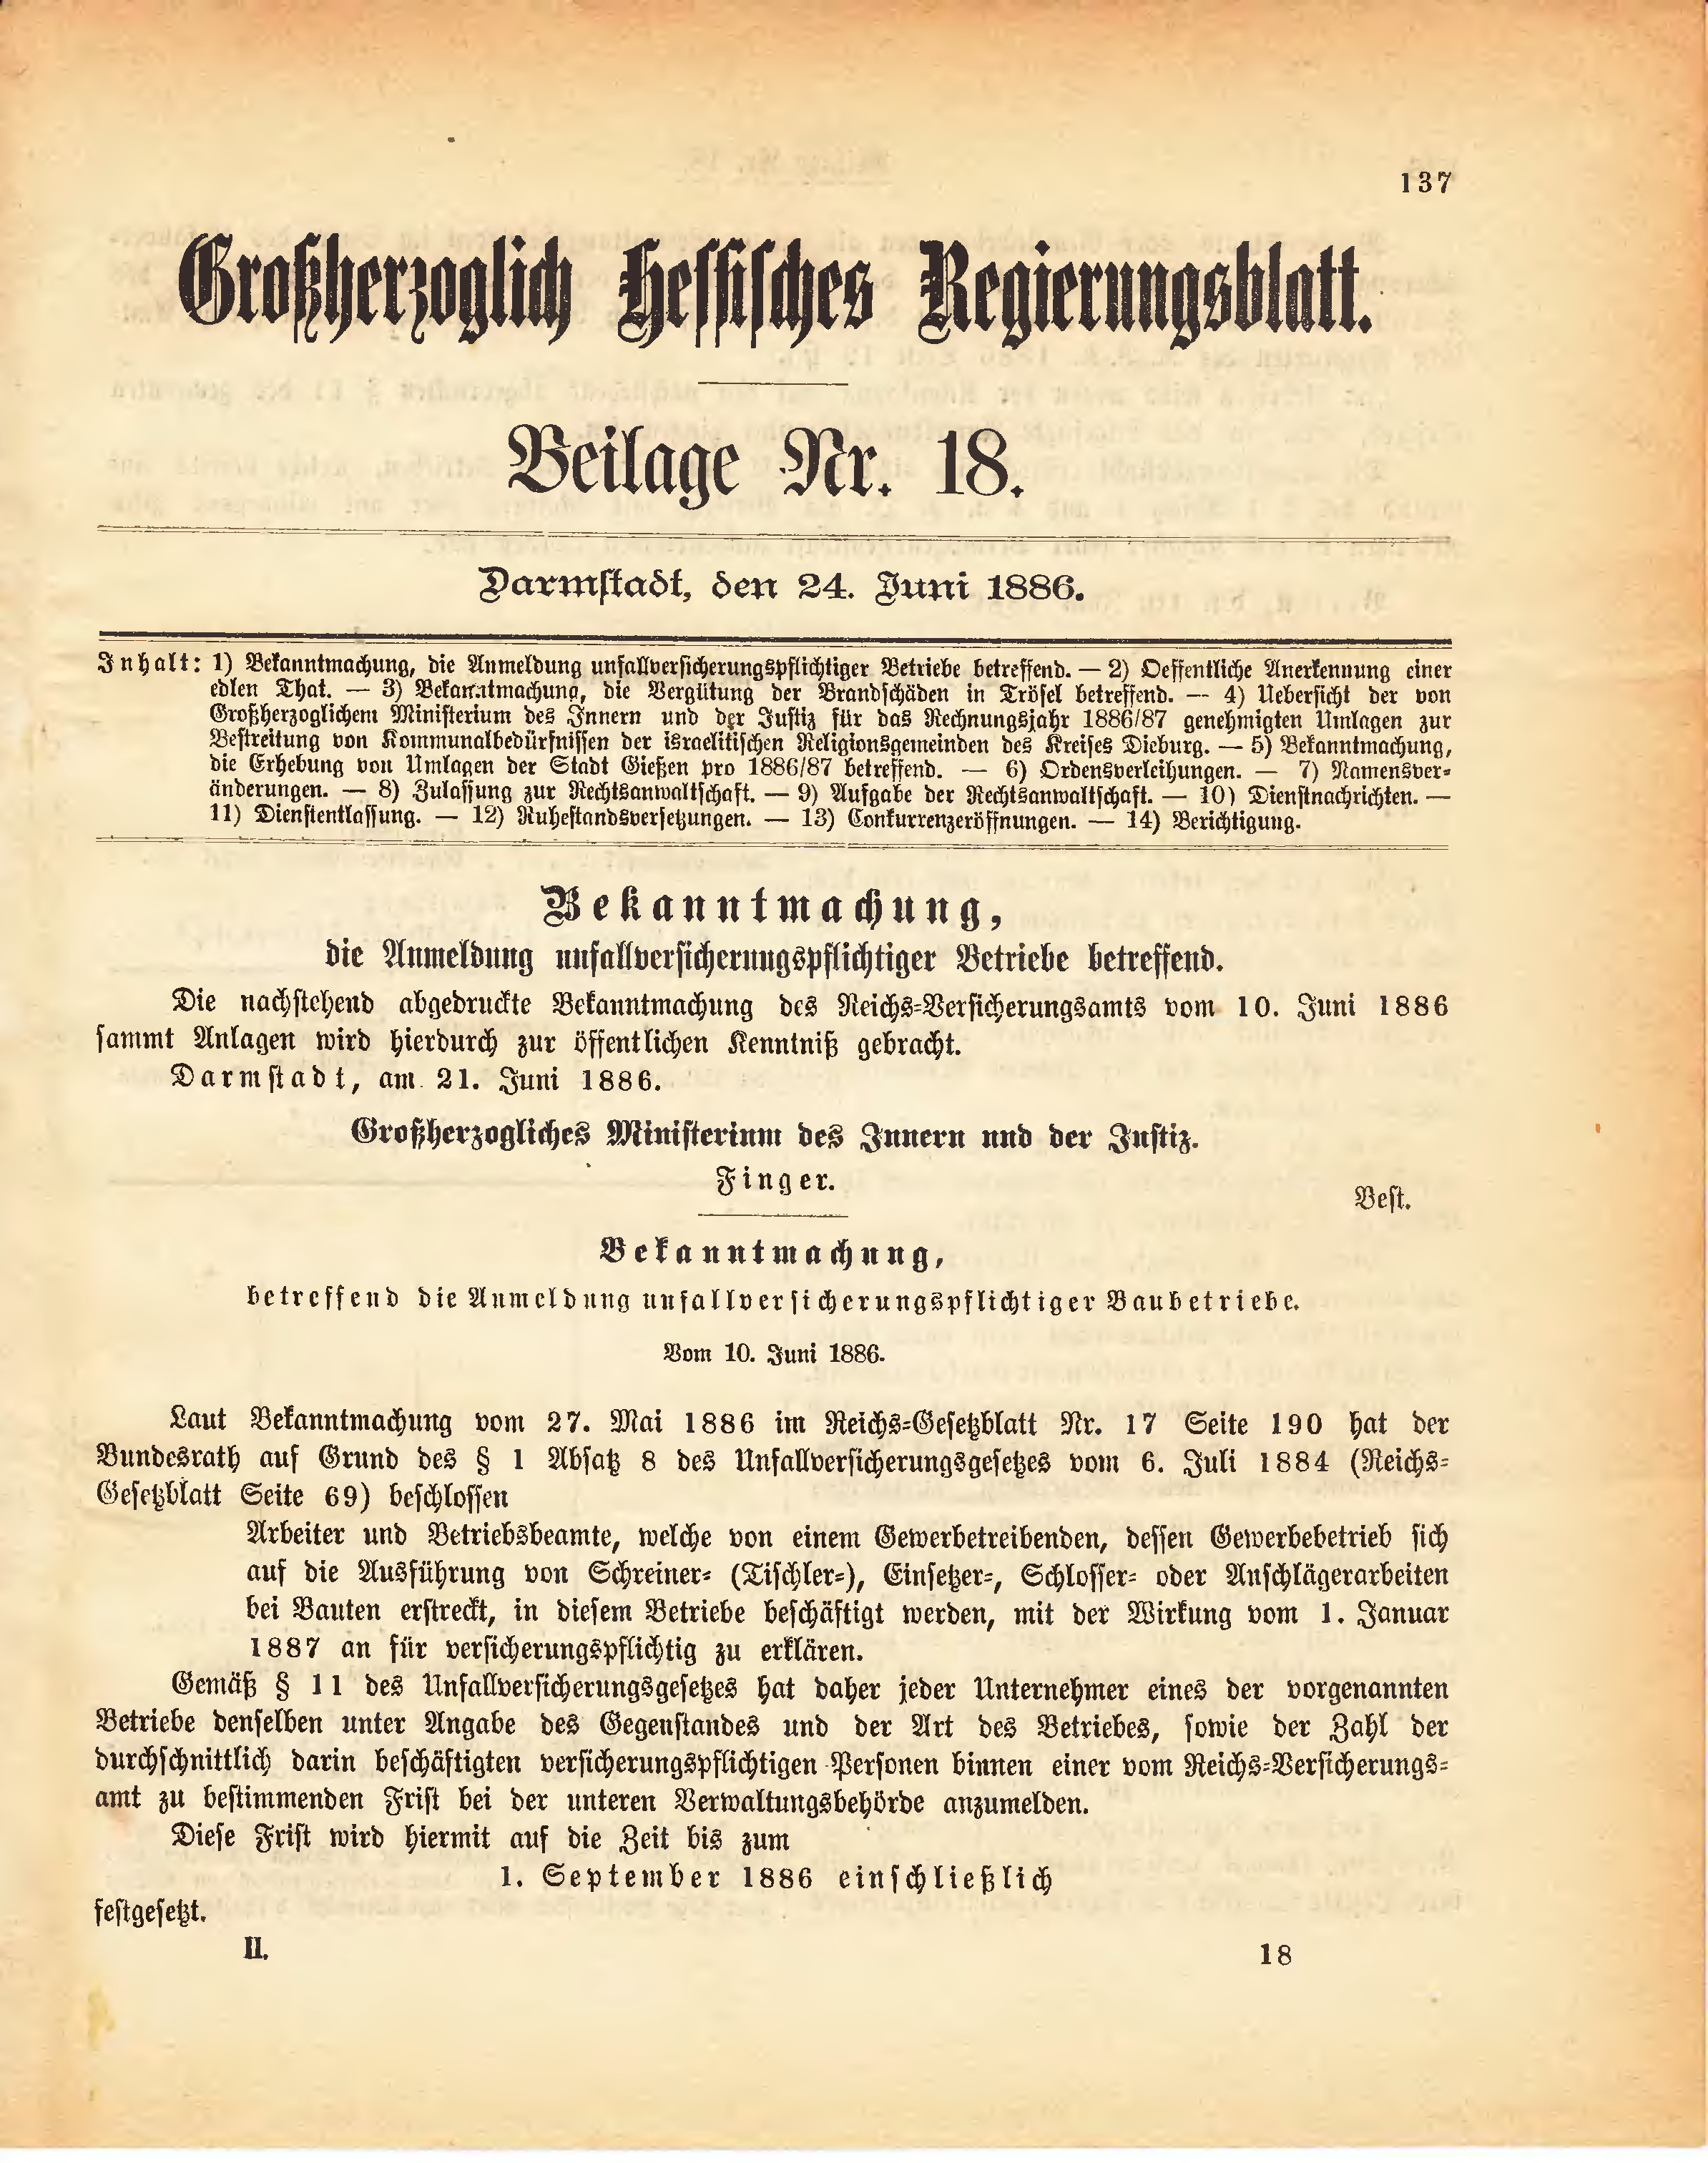 137
Großherzoglich Hessisches Regierungsblatt.
Beilage Nr. 18.
Darmstadt, den 24. Juni 1886.
Inhalt: 1) Bekanntmachung, die Anmeldung unfallversicherungspflichtiger Betriebe betreffend. — 2) Oeffentliche Anerkennung einer
edlen That. — 3) Bekanntmachung, die Vergütung der Brandschäden in Trösel betreffend. — 4) Uebersicht der von
Großherzoglichem Ministerium des Innern und der Justiz für das Rechnungsjahr 1886/87 genehmigten Umlagen zur
Bestreitung von Kommunalbedürfnissen der israelitischen Religionsgemeinden des Kreises Dieburg. — 5) Bekanntmachung,
die Erhebung von Umlagen der Stadt Gießen pro 1886/87 betreffend. — 6) Ordensverleihungen. — 7) Namensver-
änderungen. — 8) Zulassung zur Rechtsanwaltschaft. — 9) Aufgabe der Rechtsanwaltschaft. — 10) Dienstnachrichten. —
11) Dienstentlassung. — 12) Ruhestandsversetzungen. — 13) Conkurrenzeröffnungen. — 14) Berichtigung.
Bekanntmachung,
die Anmeldung unfallversicherungspflichtiger Betriebe betreffend.
Die nachstehend abgedruckte Bekanntmachung des Reichs-Versicherungsamts vom 10. Juni 1886
sammt Anlagen wird hierdurch zur öffentlichen Kenntniß gebracht.
Darmstadt, am 21. Juni 1886.
Großherzogliches Ministerium des Innern und der Justiz.
Finger.
Best.
Bekanntmachung,
betreffend die Anmeldung unfallversicherungspflichtiger Baubetriebe.
Vom 10. Juni 1886.
Laut Bekanntmachung vom 27. Mai 1886 im Reichs-Gesetzblatt Nr. 17 Seite 190 hat der
Bundesrath auf Grund des § 1 Absatz 8 des Unfallversicherungsgesetzes vom 6. Juli 1884 (Reichs-
Gesetzblatt Seite 69) beschlossen
Arbeiter und Betriebsbeamte, welche von einem Gewerbetreibenden, dessen Gewerbebetrieb sich
auf die Ausführung von Schreiner- (Tischler-), Einsetzer-, Schlosser- oder Anschlägerarbeiten
bei Bauten erstreckt, in diesem Betriebe beschäftigt werden, mit der Wirkung vom 1. Januar
1887 an für versicherungspflichtig zu erklären.
Gemäß § 11 des Unfallversicherungsgesetzes hat daher jeder Unternehmer eines der vorgenannten
Betriebe denselben unter Angabe des Gegenstandes und der Art des Betriebes, sowie der Zahl der
durchschnittlich darin beschäftigten versicherungspflichtigen Personen binnen einer vom Reichs-Versicherungs-
amt zu bestimmenden Frist bei der unteren Verwaltungsbehörde anzumelden.
Diese Frist wird hiermit auf die Zeit bis zum
1. September 1886 einschließlich
festgesetzt.
II.
18